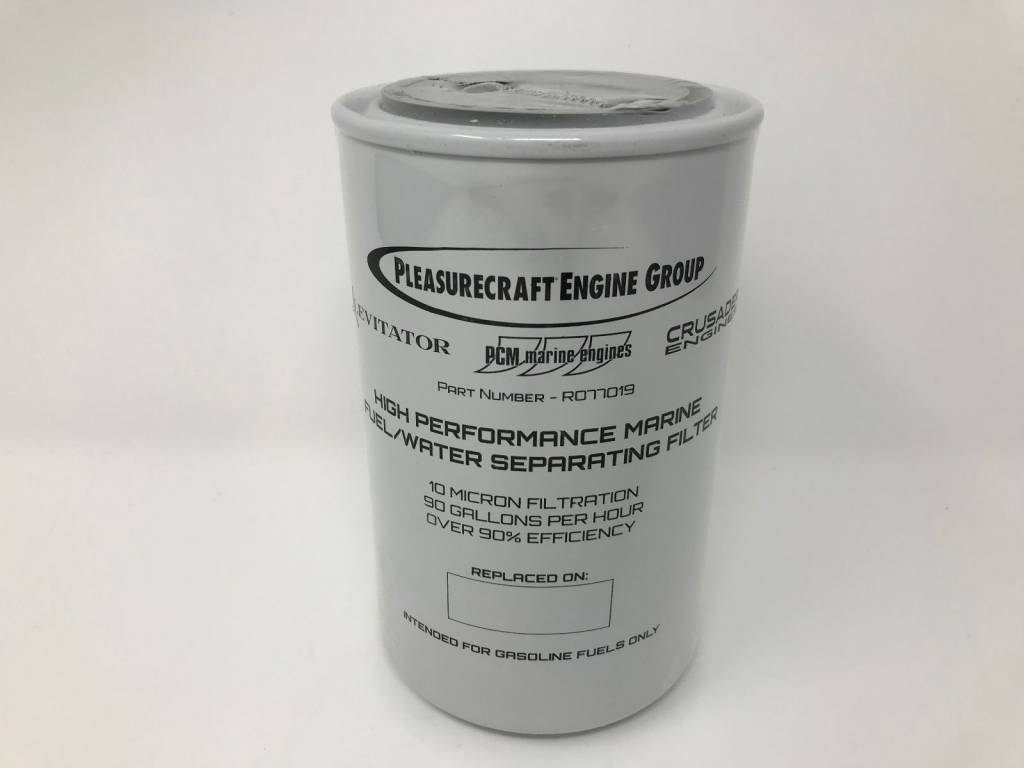 PLEASURECRAFT ENGINE GROUP
LEVITATOR
PCM marine engines
CRUSADER
ENGINES
PART NUMBER - R077019
HIGH PERFORMANCE MARINE
FUEL/WATER SEPARATING FILTER
10 MICRON FILTRATION
90 GALLONS PER HOUR
OVER 90% EFFICIENCY
REPLACED ON:
INTENDED FOR GASOLINE FUELS ONLY